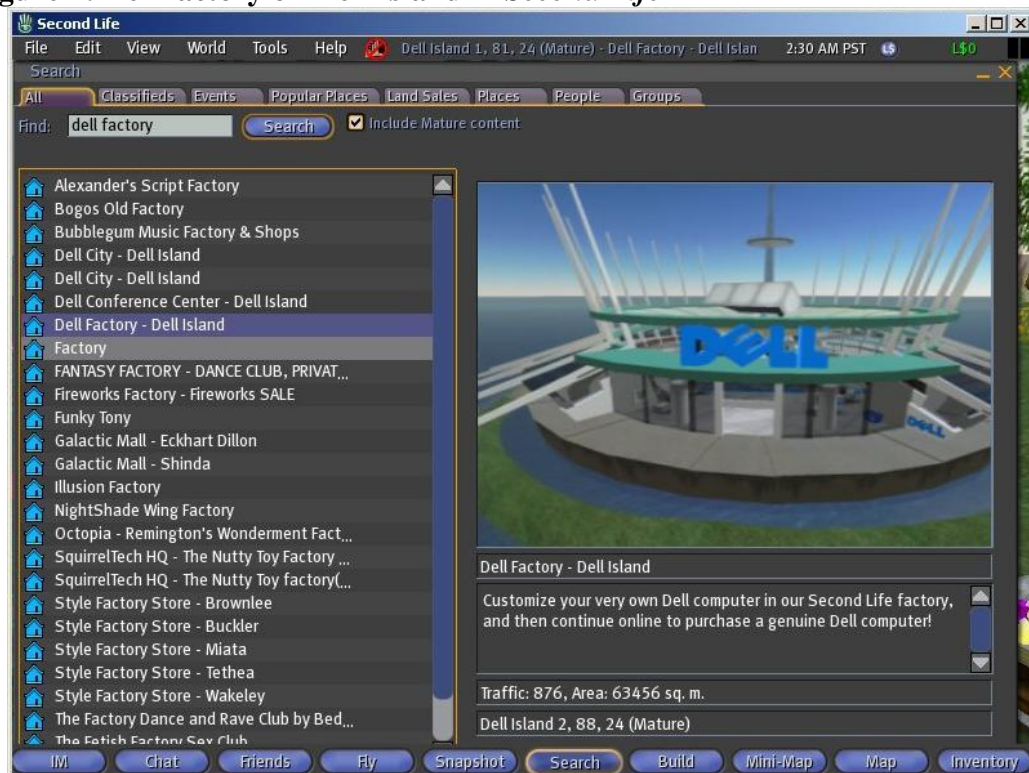 Second Life
File Edit View World Tools Help Dell Island 1, 81, 24 (Mature) - Dell Factory - Dell Islan 2:30 AM PST L$ L$0
Search
All Classifieds Events Popular Places Land Sales Places People Groups
Find: dell factory Search Include Mature content
Alexander's Script Factory
Bogos Old Factory
Bubblegum Music Factory & Shops
Dell City - Dell Island
Dell City - Dell Island
Dell Conference Center - Dell Island
Dell Factory - Dell Island
Factory
FANTASY FACTORY - DANCE CLUB, PRIVAT...
Fireworks Factory - Fireworks SALE
Funky Tony
Galactic Mall - Eckhart Dillon
Galactic Mall - Shinda
Illusion Factory
NightShade Wing Factory
Octopia - Remington's Wonderment Fact...
SquirrelTech HQ - The Nutty Toy Factory ...
SquirrelTech HQ - The Nutty Toy factory(...
Style Factory Store - Brownlee
Style Factory Store - Buckler
Style Factory Store - Miata
Style Factory Store - Tethea
Style Factory Store - Wakeley
The Factory Dance and Rave Club by Bed...
The Fetish Factory Sex Club
DELL
DELL
Dell Factory - Dell Island
Customize your very own Dell computer in our Second Life factory,
and then continue online to purchase a genuine Dell computer!
Traffic: 876, Area: 63456 sq. m.
Dell Island 2, 88, 24 (Mature)
IM Chat Friends Fly Snapshot Search Build Mini-Map Map Inventory